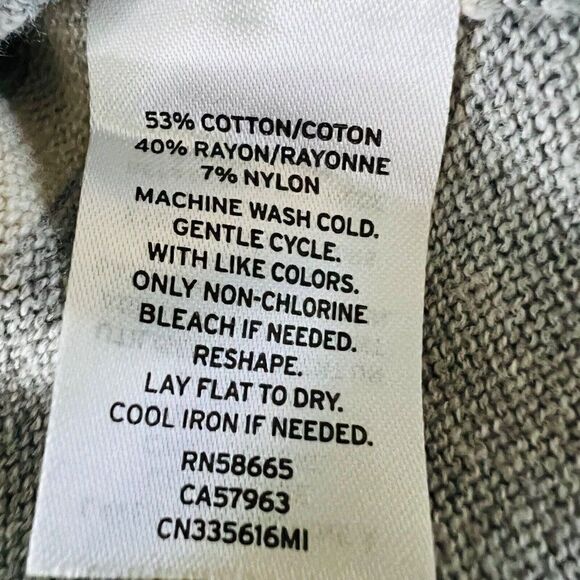 53% COTTON/COTON
40% RAYON/RAYONNE
7% NYLON
MACHINE WASH COLD.
GENTLE CYCLE.
WITH LIKE COLORS.
ONLY NON-CHLORINE
BLEACH IF NEEDED.
RESHAPE.
LAY FLAT TO DRY.
COOL IRON IF NEEDED.
RN58665
CA57963
CN335616MI